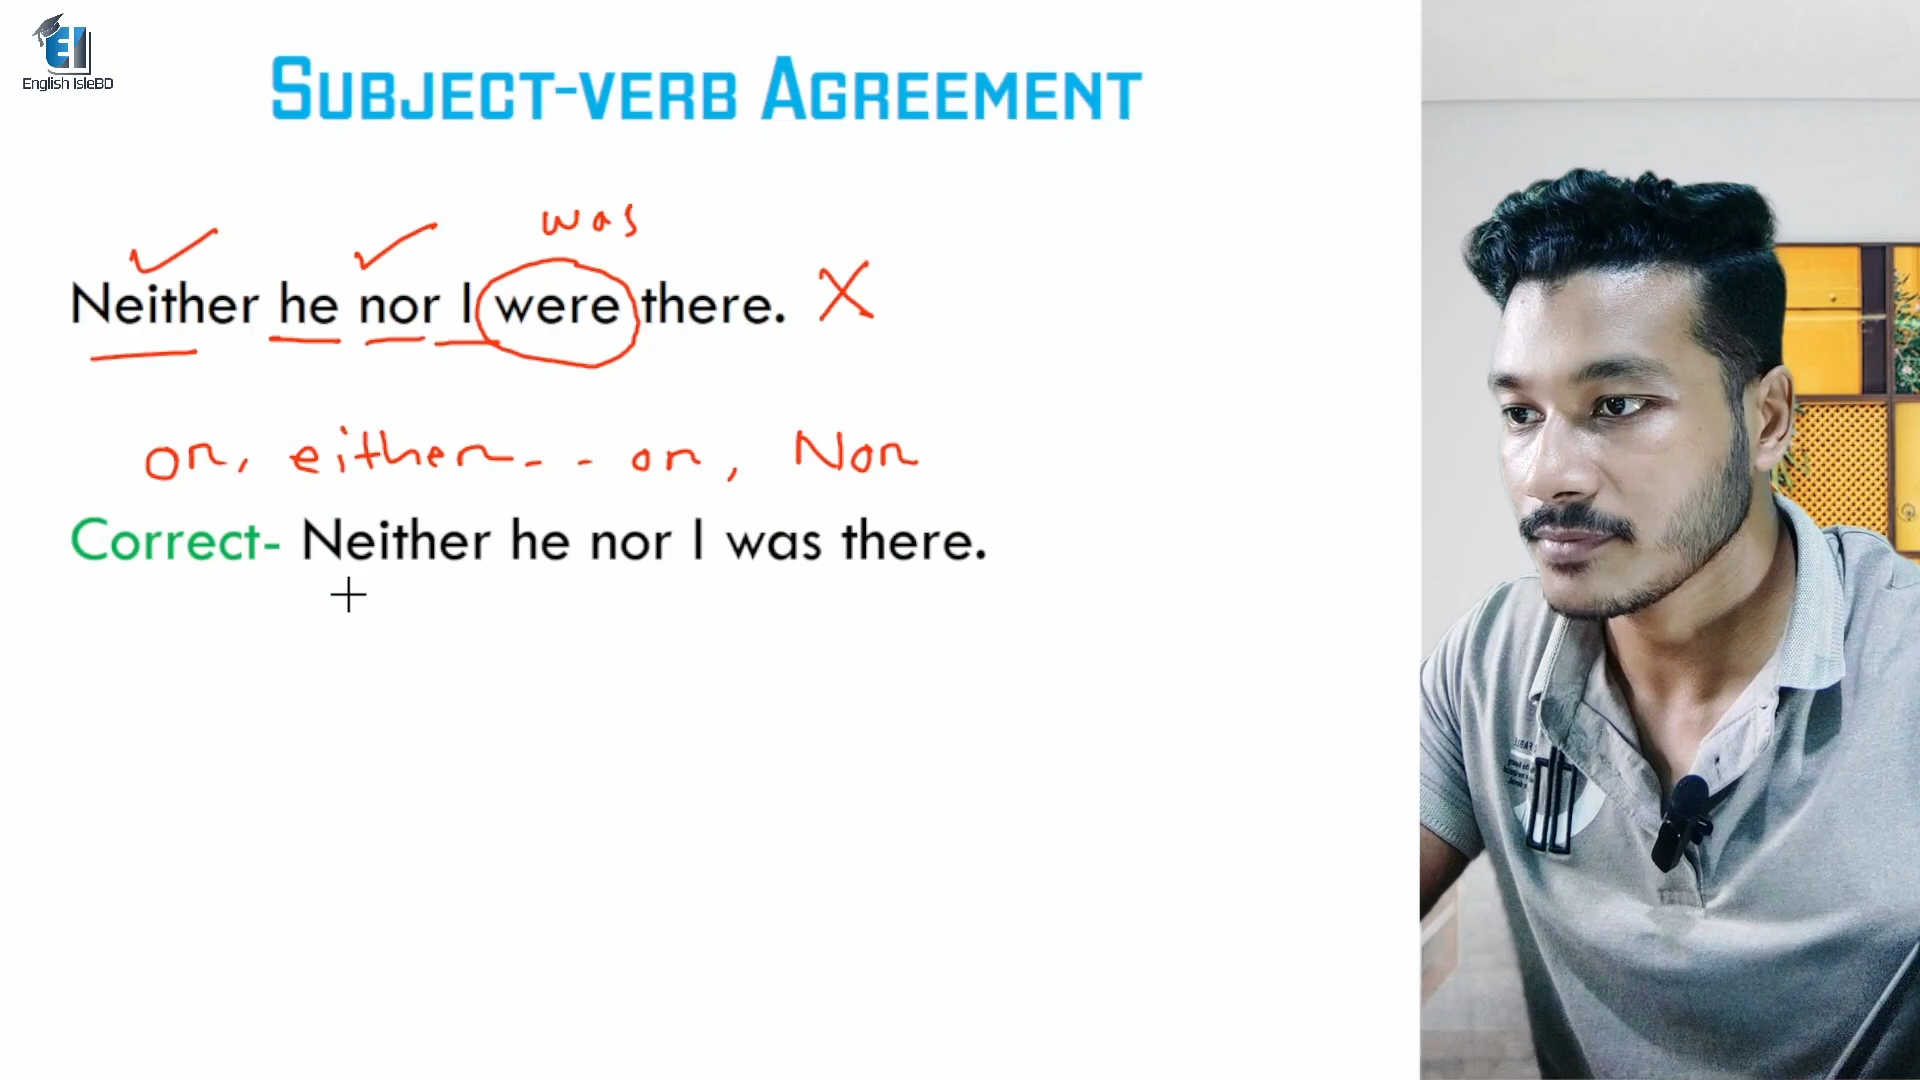 English IsleBD
SUBJECT-VERB AGREEMENT
was
Neither he nor I were there. X
or, either - - or, Nor
Correct- Neither he nor I was there.